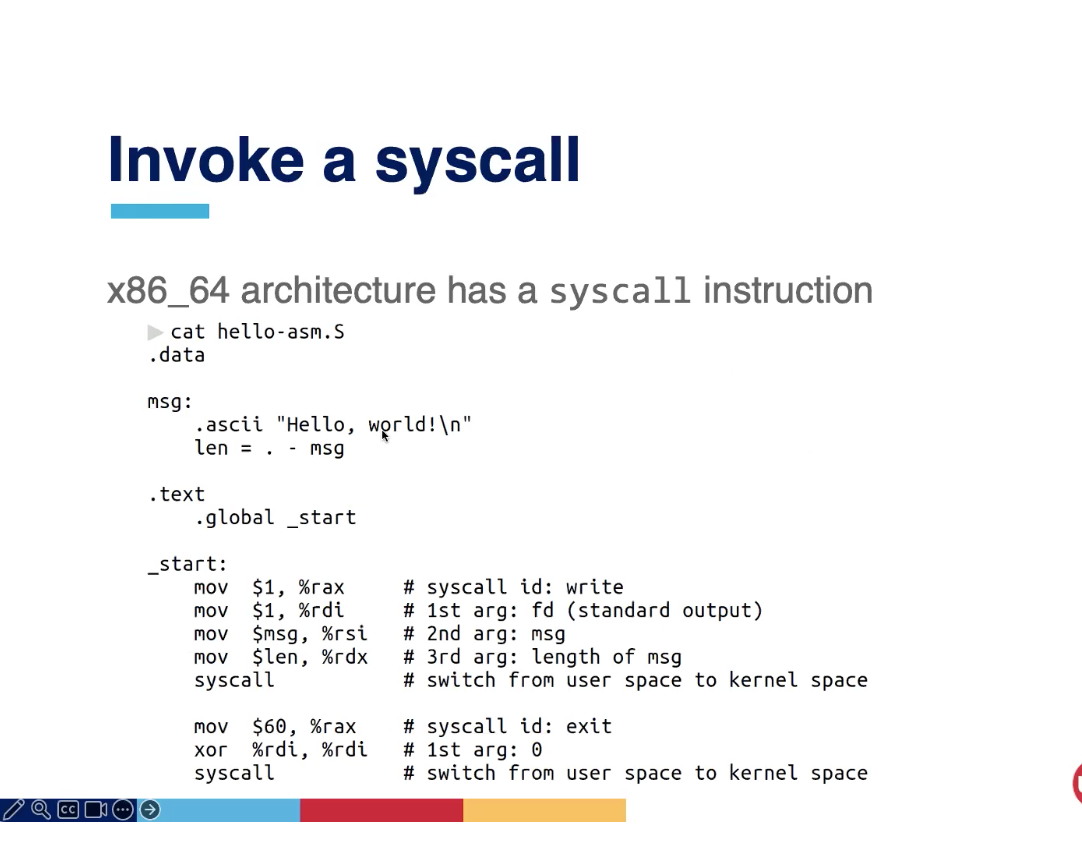 Invoke a syscall
x86_64 architecture has a syscall instruction
▶ cat hello-asm.S
.data
msg:
    .ascii "Hello, world!\n"
    len = . - msg
.text
    .global _start
_start:
    mov  $1, %rax     # syscall id: write
    mov  $1, %rdi     # 1st arg: fd (standard output)
    mov  $msg, %rsi   # 2nd arg: msg
    mov  $len, %rdx   # 3rd arg: length of msg
    syscall           # switch from user space to kernel space
    mov  $60, %rax    # syscall id: exit
    xor  %rdi, %rdi   # 1st arg: 0
    syscall           # switch from user space to kernel space
CC